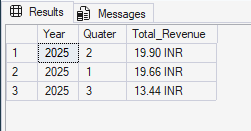 Results Messages
Year Quater Total_Revenue
1 2025 2 19.90 INR
2 2025 1 19.66 INR
3 2025 3 13.44 INR